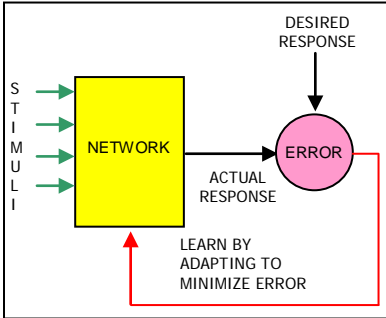 DESIRED
RESPONSE
S
T
I
M
U
L
I
NETWORK
ERROR
ACTUAL
RESPONSE
LEARN BY
ADAPTING TO
MINIMIZE ERROR